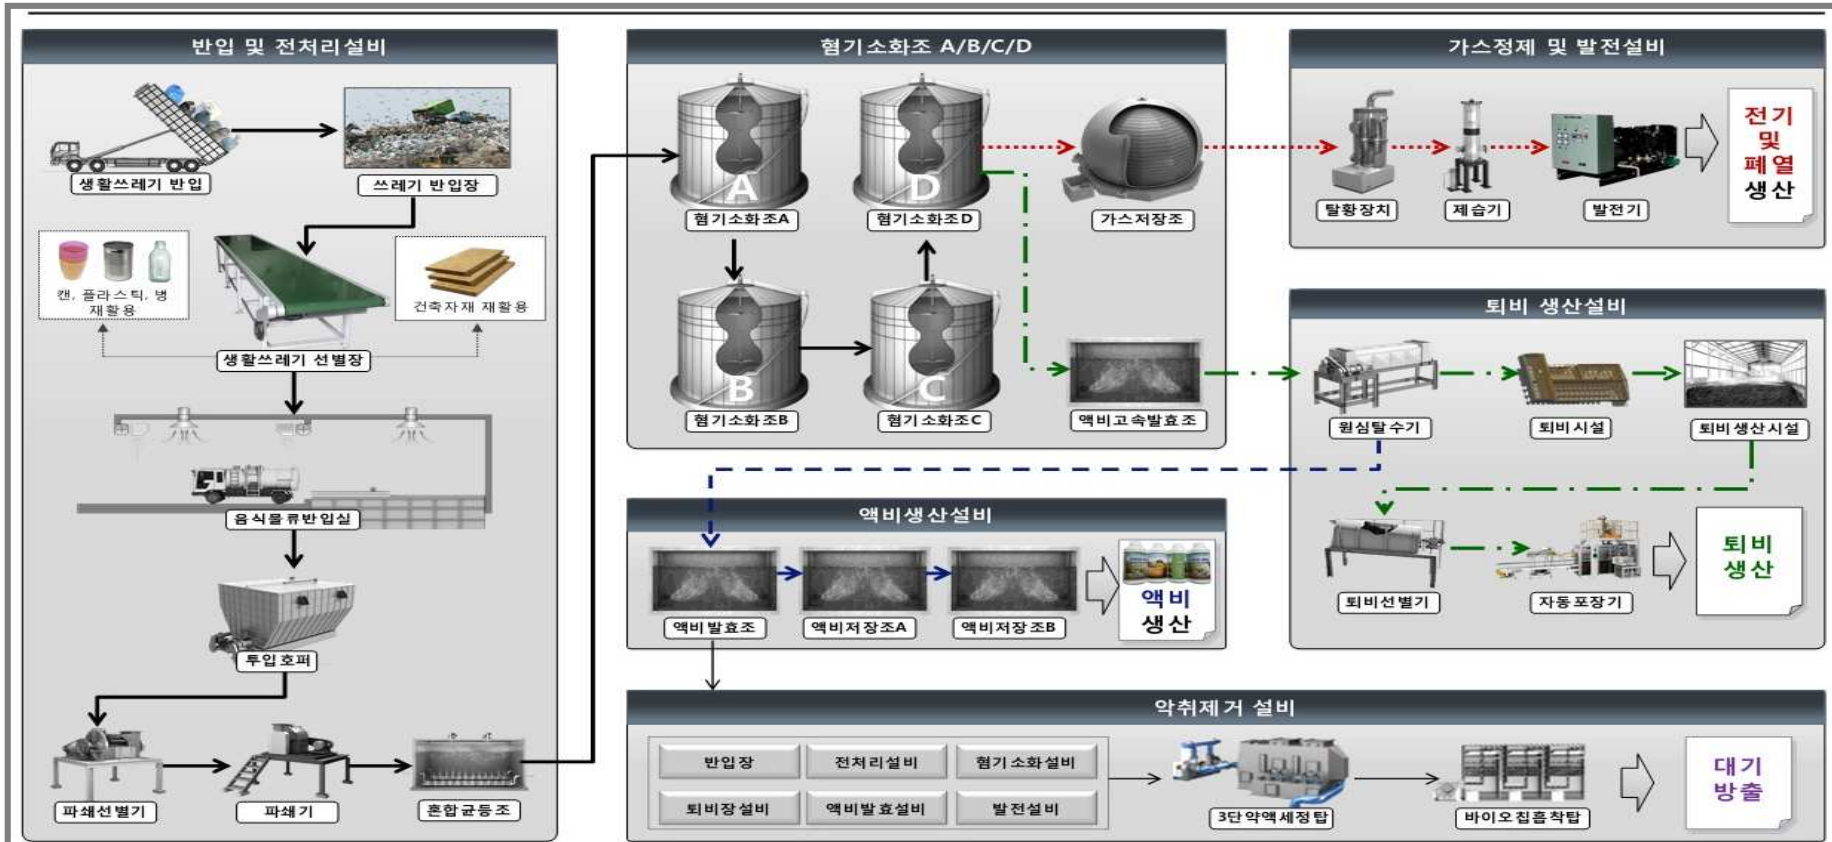 반입 및 전처리설비
생활쓰레기 반입
쓰레기 반입장
캔, 플라스틱, 병
재활용
건축자재 재활용
생활쓰레기 선별장
음식물류반입실
투입호퍼
파쇄선별기
파쇄기
혼합균등조
혐기소화조 A/B/C/D
A
혐기소화조A
D
혐기소화조D
가스저장조
B
혐기소화조B
C
혐기소화조C
액비고속발효조
가스정제 및 발전설비
탈황장치
제습기
발전기
전기
및
폐열
생산
퇴비 생산설비
원심탈수기
퇴비시설
퇴비생산시설
퇴비선별기
자동포장기
퇴비
생산
액비생산설비
액비발효조
액비저장조A
액비저장조B
액비
생산
악취제거 설비
반입장
전처리설비
혐기소화설비
퇴비장설비
액비발효설비
발전설비
3단약액세정탑
바이오칩흡착탑
대기
방출